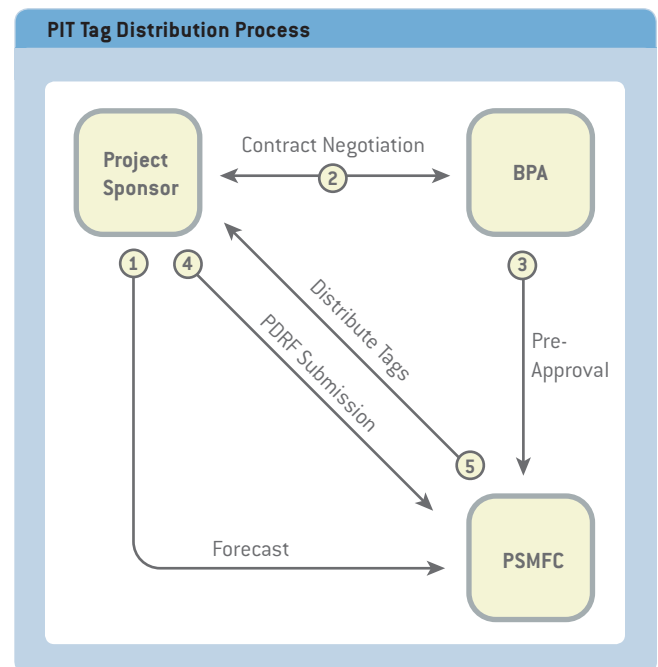 PIT Tag Distribution Process
Project
Sponsor
Contract Negotiation
2
BPA
1
4
3
Distribute Tags
PDRF Submission
Pre-
Approval
5
Forecast
PSMFC